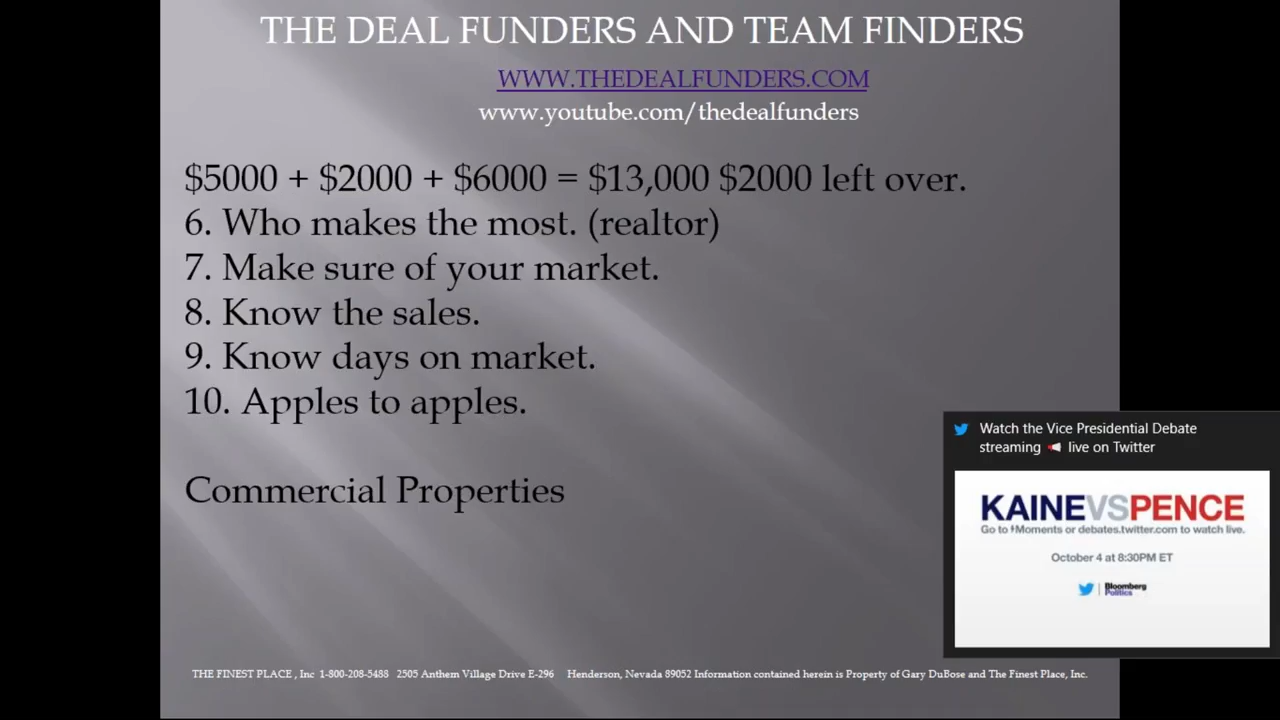 THE DEAL FUNDERS AND TEAM FINDERS
WWW.THEDEALFUNDERS.COM
www.youtube.com/thedealfunders
$5000 + $2000 + $6000 = $13,000 $2000 left over.
6. Who makes the most. (realtor)
7. Make sure of your market.
8. Know the sales.
9. Know days on market.
10. Apples to apples.
Commercial Properties
Watch the Vice Presidential Debate
streaming 📢 live on Twitter
KAINEVSPENCE
Go to Moments or debates.twitter.com to watch live.
October 4 at 8:30PM ET
Bloomberg
Politics
THE FINEST PLACE , Inc 1-800-208-5488 2505 Anthem Village Drive E-296 Henderson, Nevada 89052 Information contained herein is Property of Gary DuBose and The Finest Place, Inc.